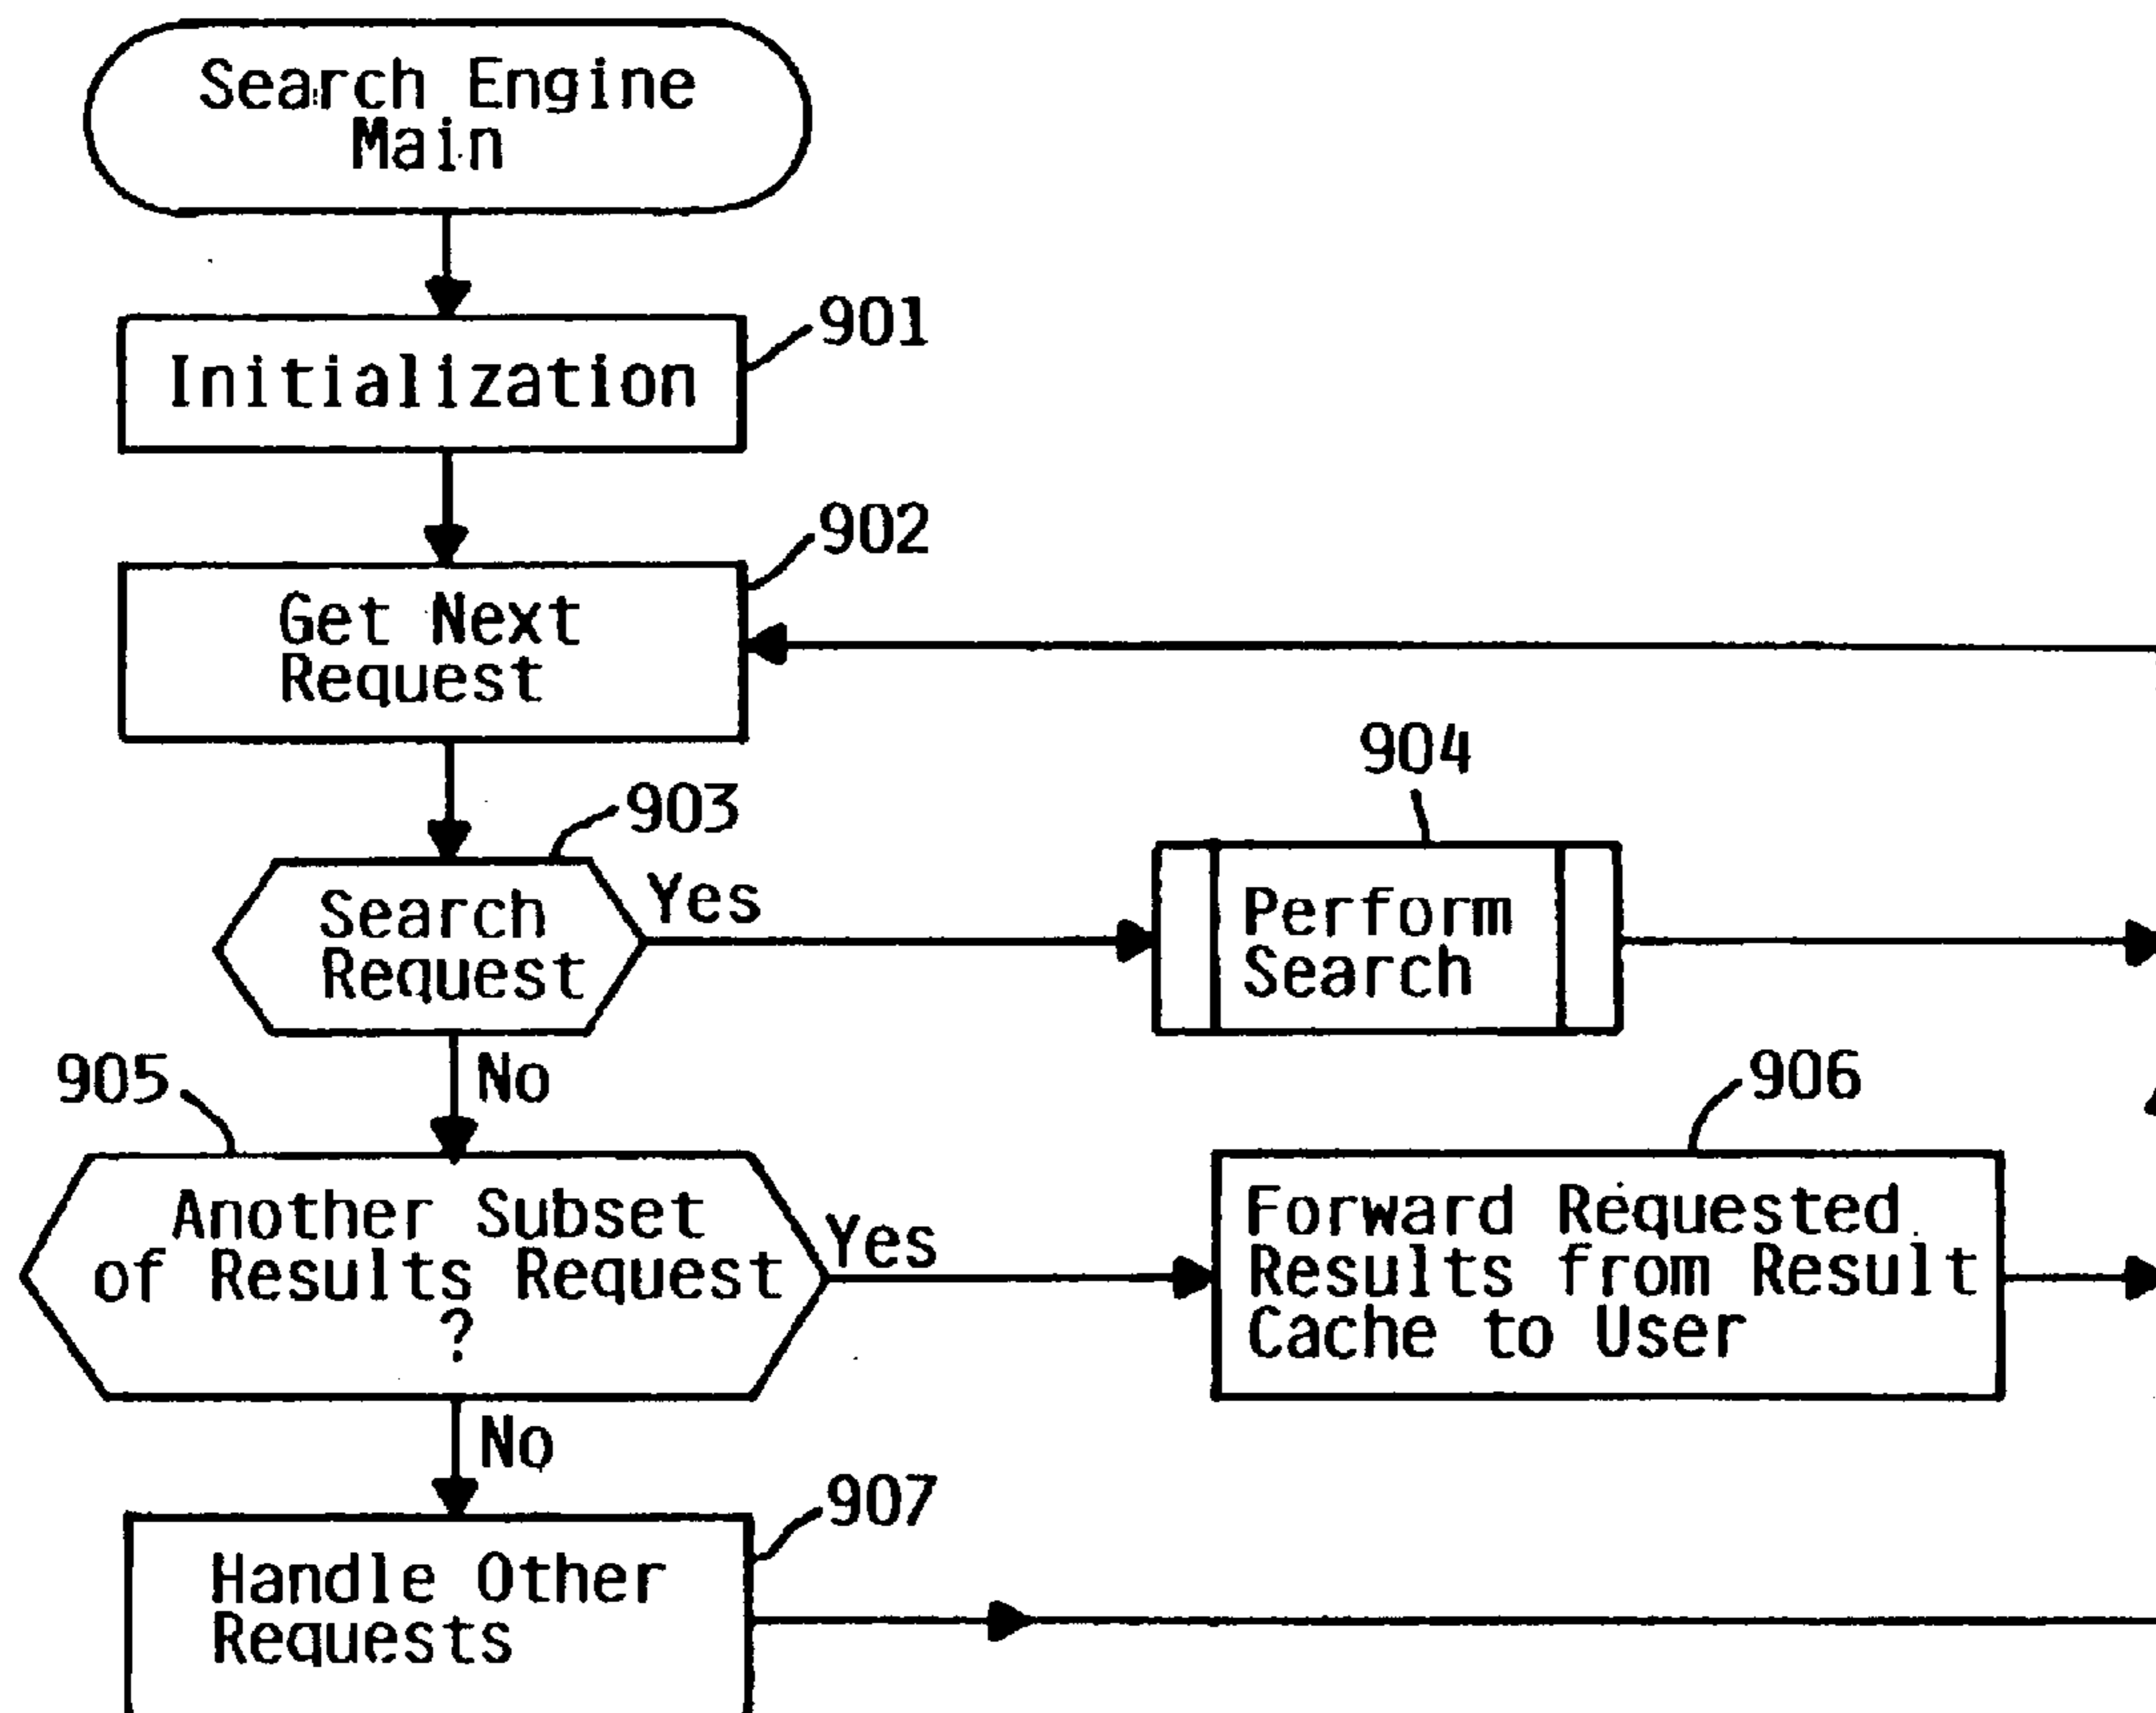 Search Engine
Main
901
Initialization
902
Get Next
Request
904
903
Search
Request
Yes
Perform
Search
905
No
906
Another Subset
of Results Request
?
Yes
Forward Requested
Results from Result
Cache to User
No
907
Handle Other
Requests